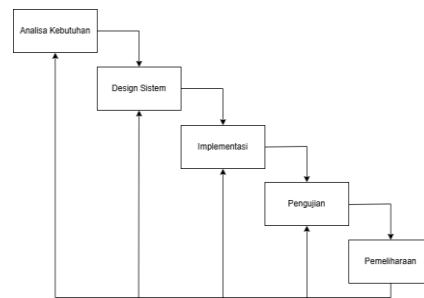 Analisa Kebutuhan
Design Sistem
Implementasi
Pengujian
Pemeliharaan